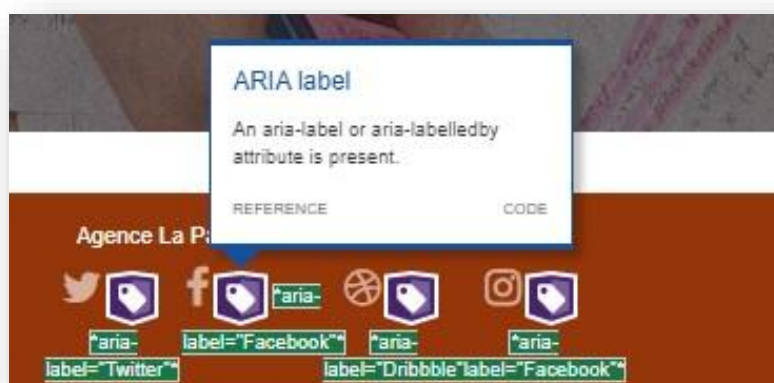 ARIA label
An aria-label or aria-labelledby
attribute is present.
REFERENCE CODE
Agence La Pa
*aria-
*aria- label="Facebook"* *aria- *aria-
label="Twitter"* label="Dribbble"label="Facebook"*